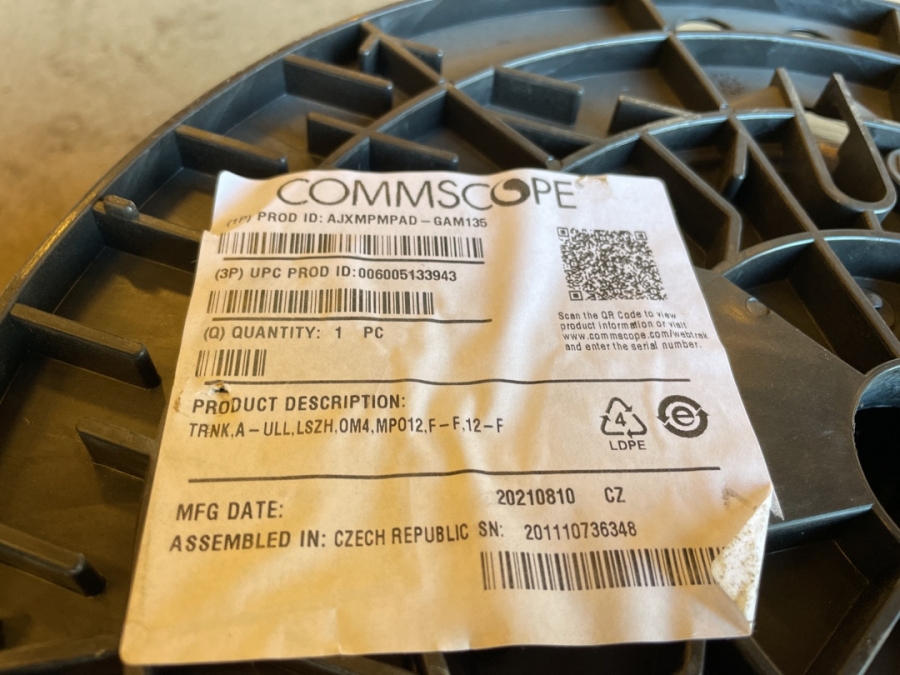 COMMSCOPE
(1P) PROD ID: AJXMPMPAD-GAM135
(3P) UPC PROD ID:006005133943
(Q) QUANTITY: 1 PC
Scan the QR Code to view
product information or visit
www.commscope.com/webtrak
and enter the serial number.
PRODUCT DESCRIPTION:
TRNK,A-ULL,LSZH,OM4,MPO12,F-F,12-F
4
LDPE
e
MFG DATE: 20210810 CZ
ASSEMBLED IN: CZECH REPUBLIC SN: 201110736348